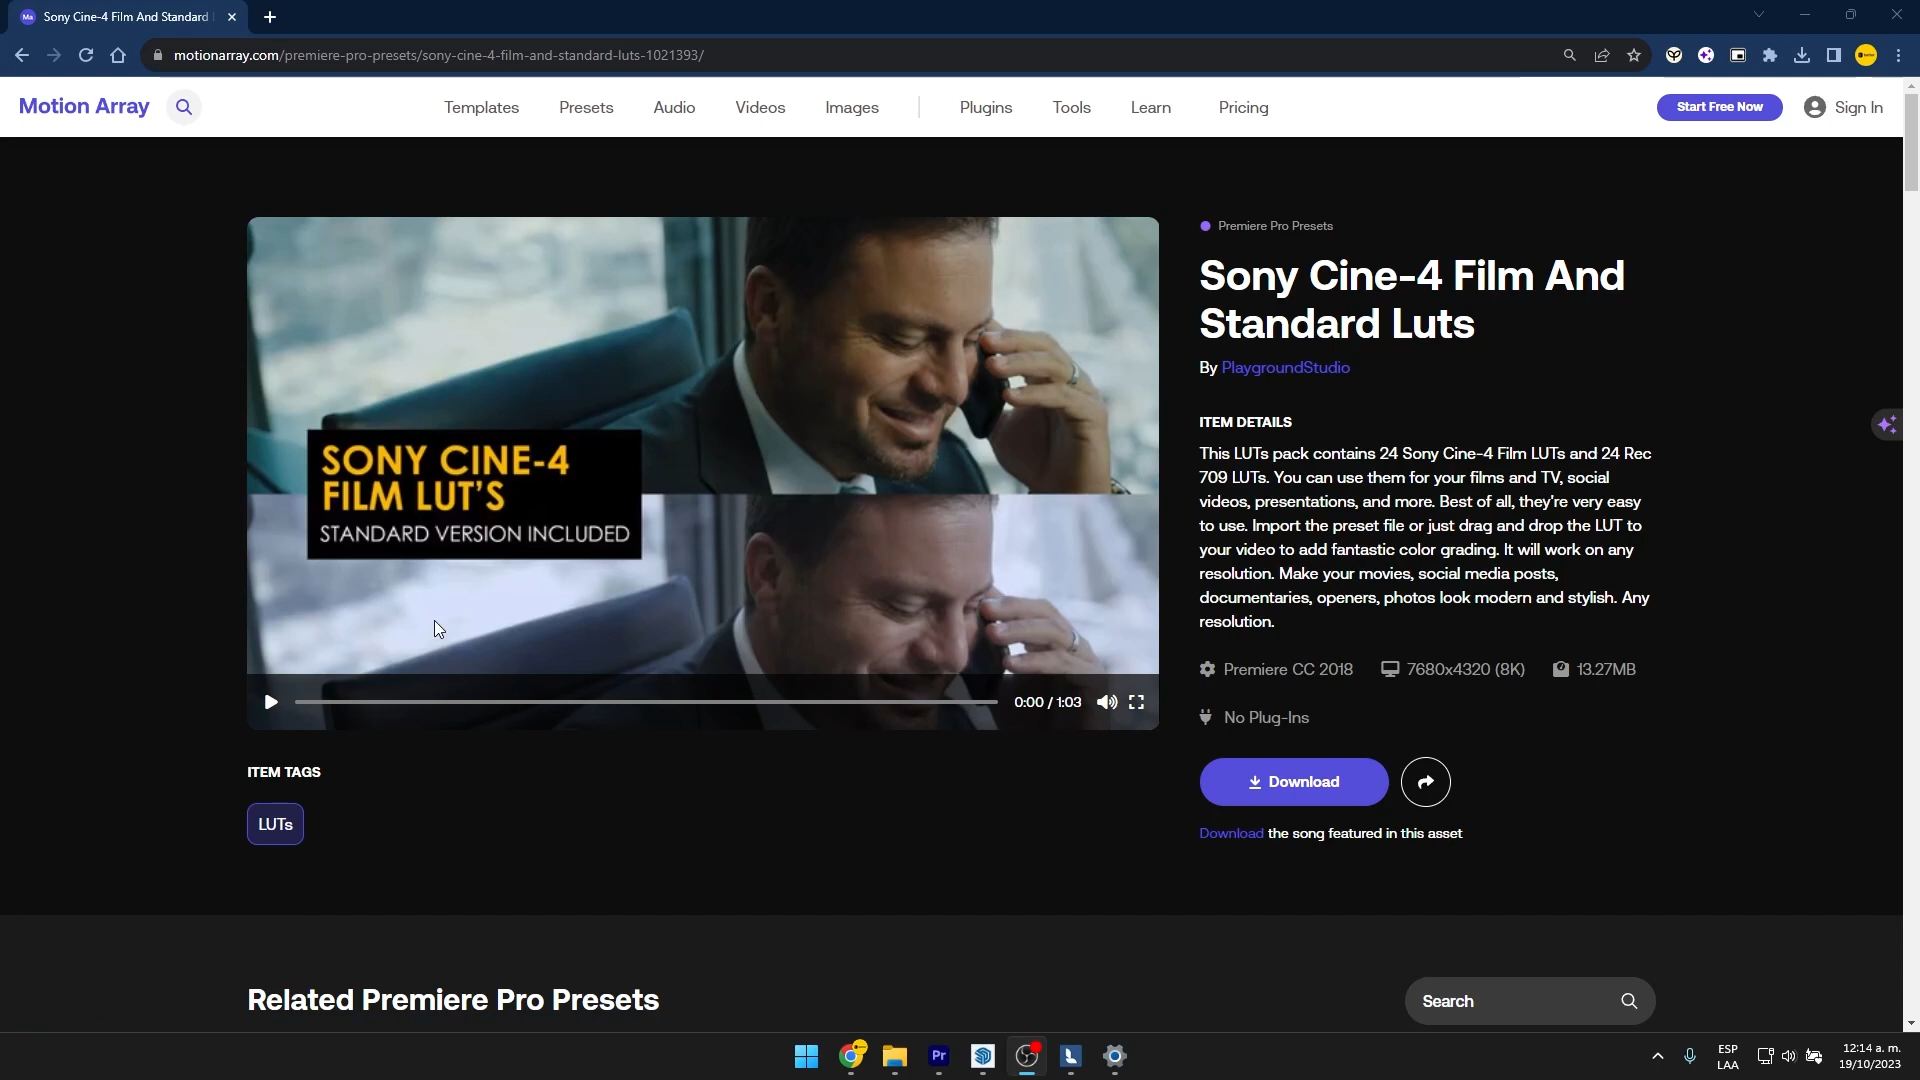 Sony Cine-4 Film And Standard
motionarray.com/premiere-pro-presets/sony-cine-4-film-and-standard-luts-1021393/
Motion Array
Templates
Presets
Audio
Videos
Images
Plugins
Tools
Learn
Pricing
Start Free Now
Sign In
SONY CINE-4
FILM LUT'S
STANDARD VERSION INCLUDED
0:00 / 1:03
ITEM TAGS
LUTs
Premiere Pro Presets
Sony Cine-4 Film And
Standard Luts
By PlaygroundStudio
ITEM DETAILS
This LUTs pack contains 24 Sony Cine-4 Film LUTs and 24 Rec
709 LUTs. You can use them for your films and TV, social
videos, presentations, and more. Best of all, they're very easy
to use. Import the preset file or just drag and drop the LUT to
your video to add fantastic color grading. It will work on any
resolution. Make your movies, social media posts,
documentaries, openers, photos look modern and stylish. Any
resolution.
Premiere CC 2018
7680x4320 (8K)
13.27MB
No Plug-Ins
Download
Download the song featured in this asset
Related Premiere Pro Presets
Search
Pr
ESP
LAA
12:14 a. m.
19/10/2023